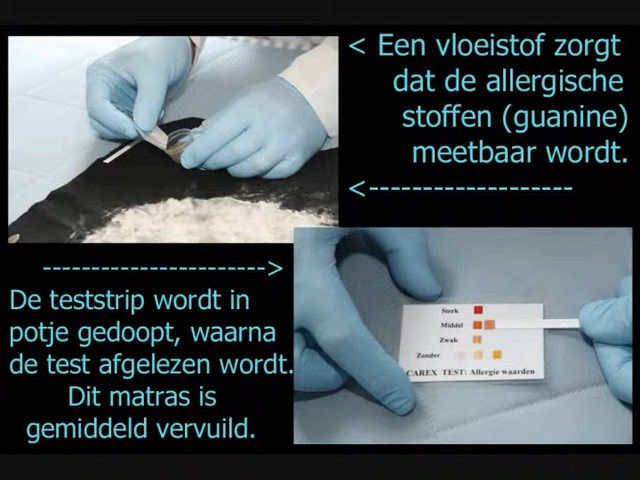 < Een vloeistof zorgt
dat de allergische
stoffen (guanine)
meetbaar wordt.
<-------------------
----------------------->
De teststrip wordt in
potje gedoopt, waarna
de test afgelezen wordt.
Dit matras is
gemiddeld vervuild.
Sterk
Middel
Zwak
Zonder
CAREX TEST: Allergie waarden